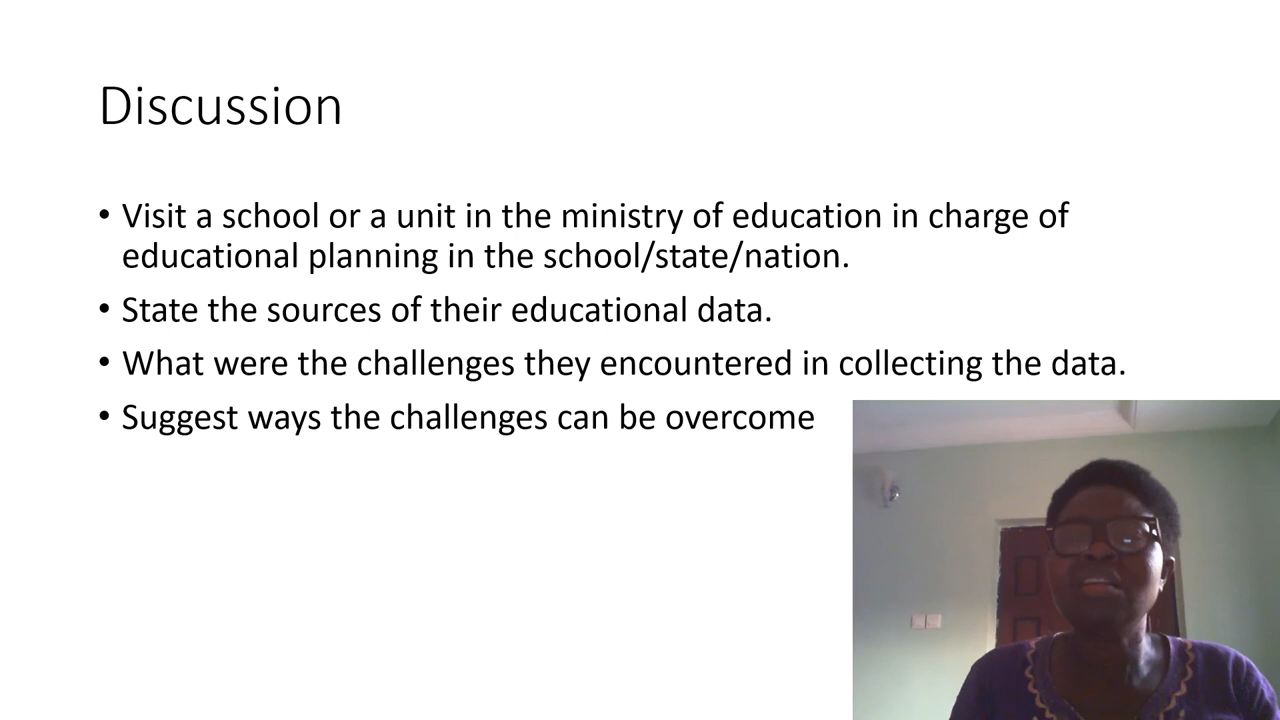 Discussion
• Visit a school or a unit in the ministry of education in charge of
educational planning in the school/state/nation.
• State the sources of their educational data.
• What were the challenges they encountered in collecting the data.
• Suggest ways the challenges can be overcome